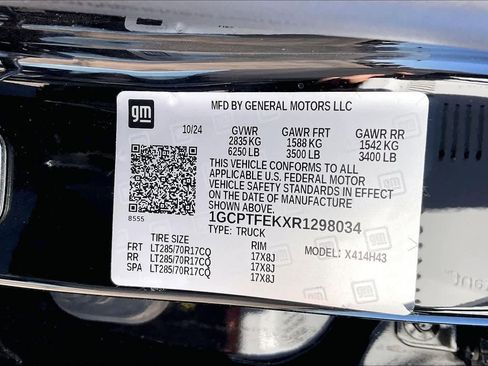 gm
MFD BY GENERAL MOTORS LLC
10/24 GVWR GAWR FRT GAWR RR
2835 KG 1588 KG 1542 KG
6250 LB 3500 LB 3400 LB
THIS VEHICLE CONFORMS TO ALL
APPLICABLE U.S. FEDERAL MOTOR
VEHICLE SAFETY STANDARDS IN EFFECT
ON THE DATE OF MANUFACTURE
SHOWN ABOVE.
8555 1GCPTFEKXR1298034
TYPE: TRUCK
TIRE SIZE RIM MODEL: X414H43
FRT LT285/70R17CQ 17X8J
RR LT285/70R17CQ 17X8J
SPA LT285/70R17CQ 17X8J